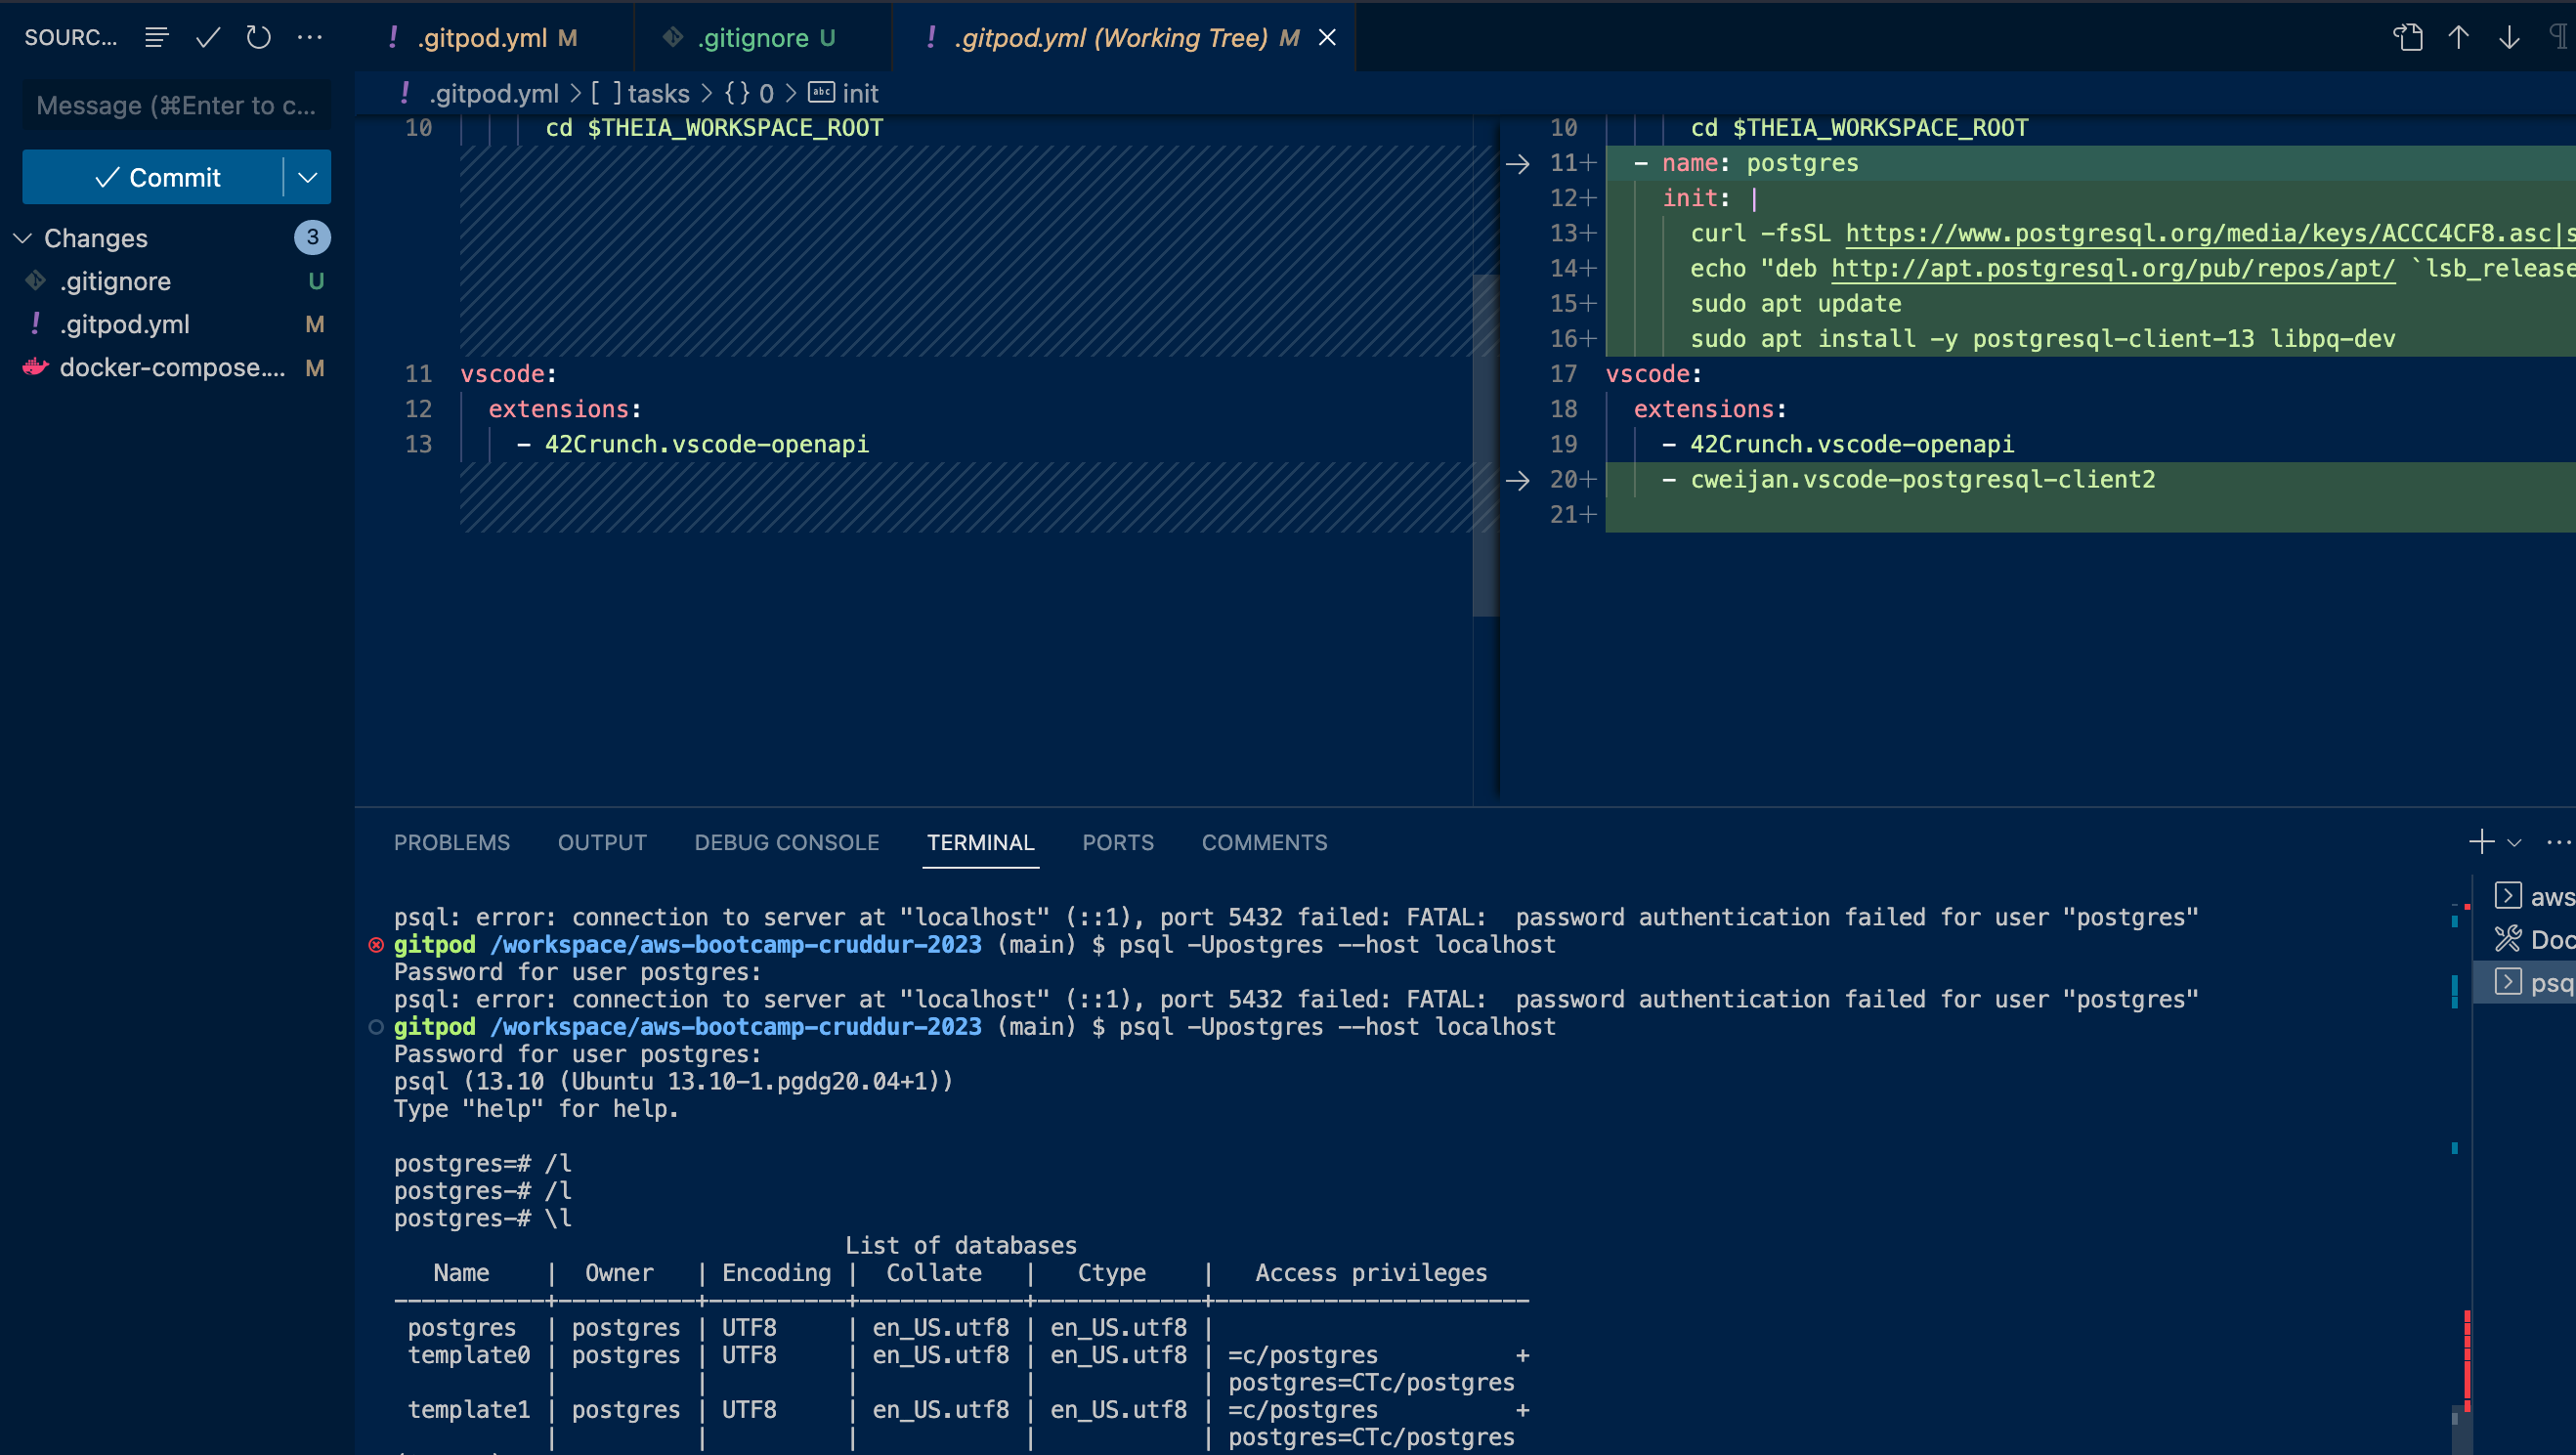 SOURC...
Message (⌘Enter to c...
Commit
Changes 3
.gitignore U
.gitpod.yml M
docker-compose.... M
.gitpod.yml M
.gitignore U
.gitpod.yml (Working Tree) M
.gitpod.yml > [ ] tasks > {} 0 > abc init
10 cd $THEIA_WORKSPACE_ROOT
11 vscode:
12 extensions:
13 - 42Crunch.vscode-openapi
10 cd $THEIA_WORKSPACE_ROOT
11+ - name: postgres
12+ init: |
13+ curl -fsSL https://www.postgresql.org/media/keys/ACCC4CF8.asc|s
14+ echo "deb http://apt.postgresql.org/pub/repos/apt/ `lsb_release
15+ sudo apt update
16+ sudo apt install -y postgresql-client-13 libpq-dev
17 vscode:
18 extensions:
19 - 42Crunch.vscode-openapi
20+ - cweijan.vscode-postgresql-client2
21+
PROBLEMS OUTPUT DEBUG CONSOLE TERMINAL PORTS COMMENTS
psql: error: connection to server at "localhost" (::1), port 5432 failed: FATAL:  password authentication failed for user "postgres"
gitpod /workspace/aws-bootcamp-cruddur-2023 (main) $ psql -Upostgres --host localhost
Password for user postgres:
psql: error: connection to server at "localhost" (::1), port 5432 failed: FATAL:  password authentication failed for user "postgres"
gitpod /workspace/aws-bootcamp-cruddur-2023 (main) $ psql -Upostgres --host localhost
Password for user postgres:
psql (13.10 (Ubuntu 13.10-1.pgdg20.04+1))
Type "help" for help.
postgres=# /l
postgres-# /l
postgres-# \l
List of databases
Name | Owner | Encoding | Collate | Ctype | Access privileges
-----------+----------+----------+------------+------------+-----------------------
postgres | postgres | UTF8 | en_US.utf8 | en_US.utf8 |
template0 | postgres | UTF8 | en_US.utf8 | en_US.utf8 | =c/postgres +
| | | | | postgres=CTc/postgres
template1 | postgres | UTF8 | en_US.utf8 | en_US.utf8 | =c/postgres +
| | | | | postgres=CTc/postgres
aws
Doc
psq